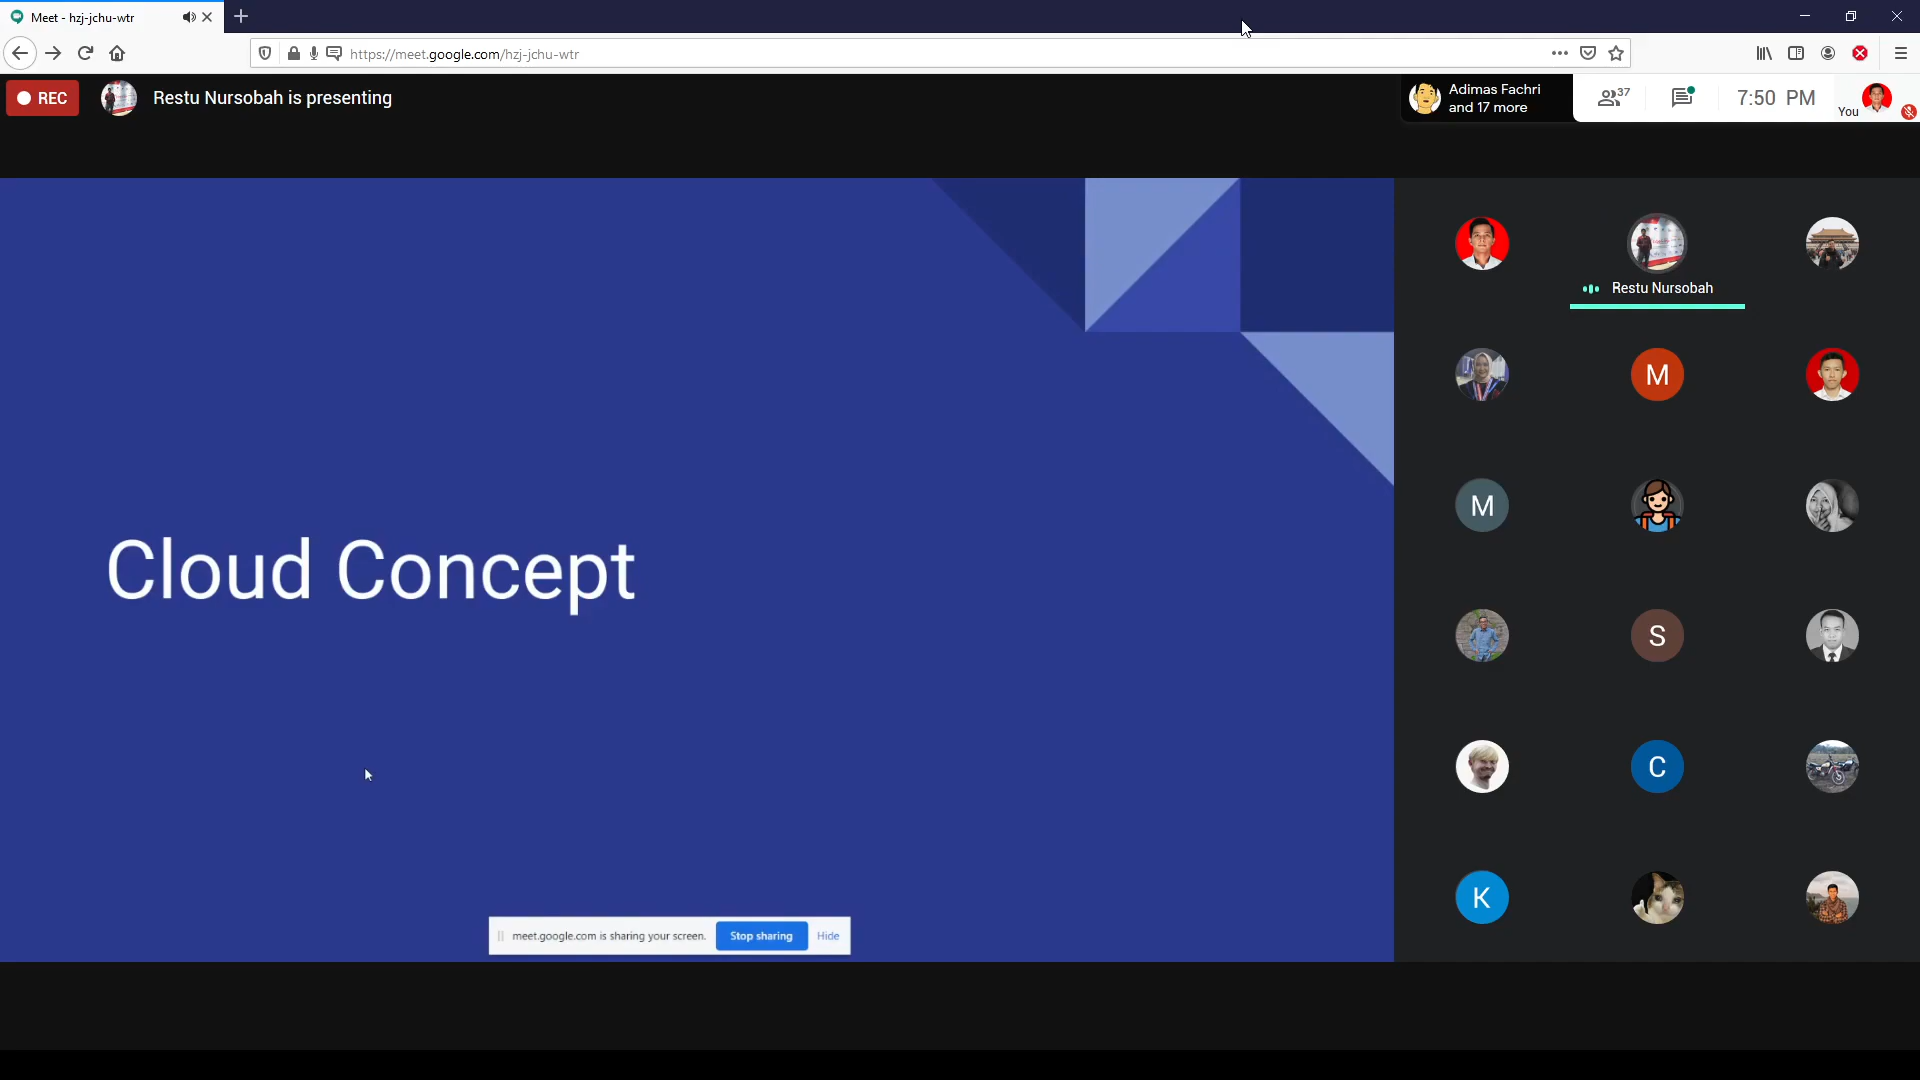 Meet - hzj-jchu-wtr
https://meet.google.com/hzj-jchu-wtr
REC
Restu Nursobah is presenting
Adimas Fachri
and 17 more
37
7:50 PM
You
Restu Nursobah
M
M
Cloud Concept
S
C
K
meet.google.com is sharing your screen.
Stop sharing
Hide